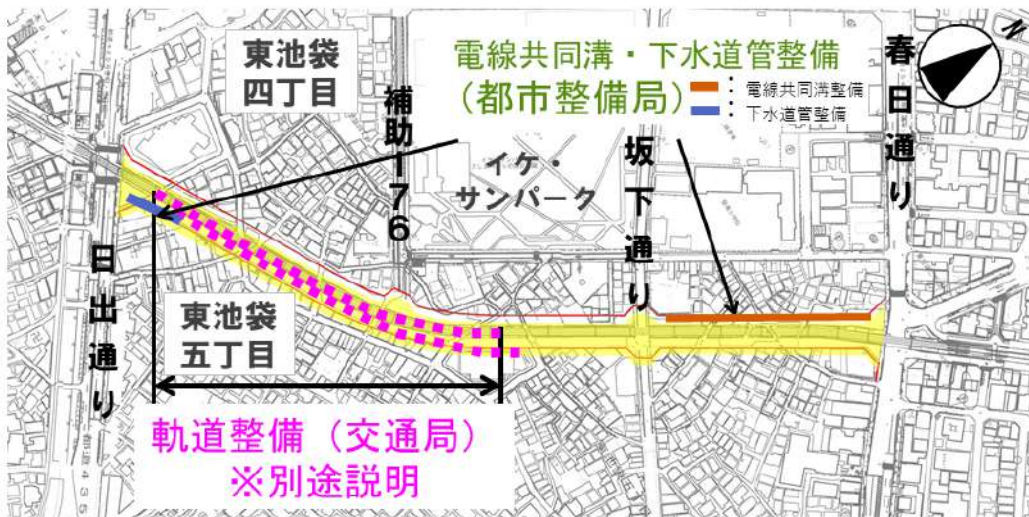 東池袋
四丁目
補助176
電線共同溝・下水道管整備
(都市整備局)
:電線共同溝整備
:下水道管整備
春日通り
N
イケ・
サンパーク
坂下通り
日出通り
東池袋
五丁目
軌道整備(交通局)
※別途説明